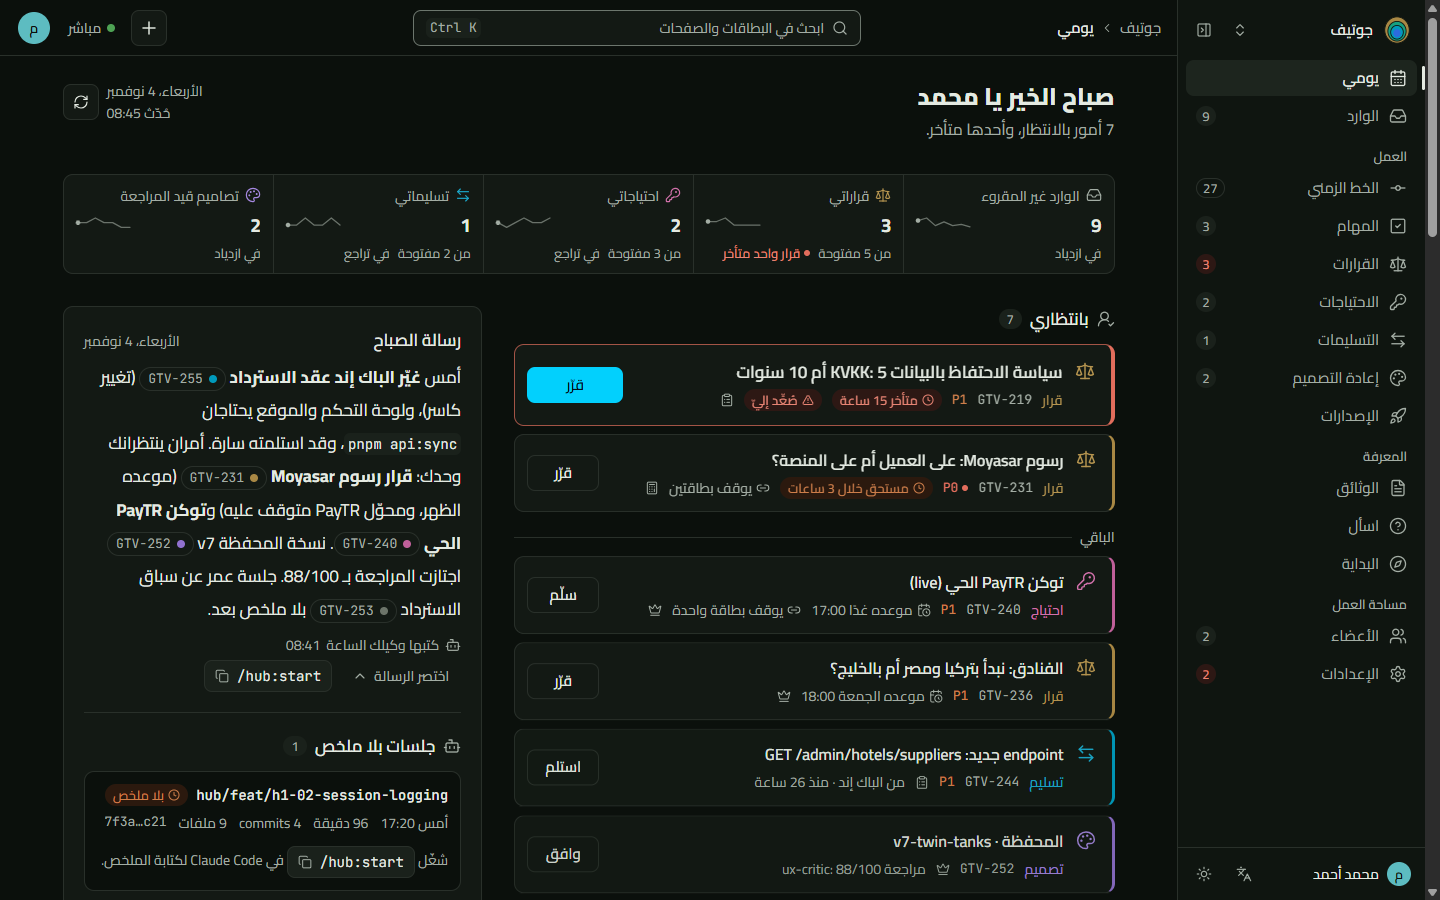 جوتيف
يومي
الوارد 9
العمل
الخط الزمني 27
المهام 3
القرارات 3
الاحتياجات 2
التسليمات 1
إعادة التصميم 2
الإصدارات
المعرفة
الوثائق
اسأل
البداية
مساحة العمل
الأعضاء 2
الإعدادات 2
م محمد أحمد
جوتيف › يومي
ابحث في البطاقات والصفحات Ctrl K
مباشر
م
صباح الخير يا محمد
7 أمور بالانتظار، وأحدها متأخر.
الأربعاء، 4 نوفمبر
حُدّث 08:45
الوارد غير المقروء
9
في ازدياد
قراراتي
3
من 5 مفتوحة قرار واحد متأخر
احتياجاتي
2
من 3 مفتوحة في تراجع
تسليماتي
1
من 2 مفتوحة في تراجع
تصاميم قيد المراجعة
2
في ازدياد
بانتظاري 7
سياسة الاحتفاظ بالبيانات KVKK: 5 أم 10 سنوات
قرار GTV-219 P1 متأخر 15 ساعة صُعِّد إليّ
قرّر
رسوم Moyasar: على العميل أم على المنصة؟
قرار GTV-231 P0 مستحق خلال 3 ساعات يوقف بطاقتين
قرّر
الباقي
توكن PayTR الحي (live)
احتياج GTV-240 P1 موعده غدًا 17:00 يوقف بطاقة واحدة
سلّم
الفنادق: نبدأ بتركيا ومصر أم بالخليج؟
قرار GTV-236 P1 موعده الجمعة 18:00
قرّر
endpoint جديد: GET /admin/hotels/suppliers
تسليم GTV-244 P1 من الباك إند · منذ 26 ساعة
استلم
المحفظة · v7-twin-tanks
تصميم GTV-252 مراجعة ux-critic: 88/100
وافق
رسالة الصباح
الأربعاء، 4 نوفمبر
أمس غيّر الباك إند عقد الاسترداد GTV-255 (تغيير
كاسر)، ولوحة التحكم والموقع يحتاجان
pnpm api:sync، وقد استلمته سارة. أمران ينتظرانك
وحدك: قرار رسوم Moyasar GTV-231 (موعده
الظهر، ومحوّل PayTR متوقف عليه) وتوكن PayTR
الحي GTV-240. نسخة المحفظة v7 GTV-252
اجتازت المراجعة بـ 88/100. جلسة عمر عن سباق
الاسترداد GTV-253 بلا ملخص بعد.
كتبها وكيلك الساعة 08:41
اختصر الرسالة /hub:start
جلسات بلا ملخص 1
hub/feat/h1-02-session-logging بلا ملخص
أمس 17:20 96 دقيقة 4 commits 9 ملفات 7f3a…c21
شغّل /hub:start في Claude Code لكتابة الملخص.